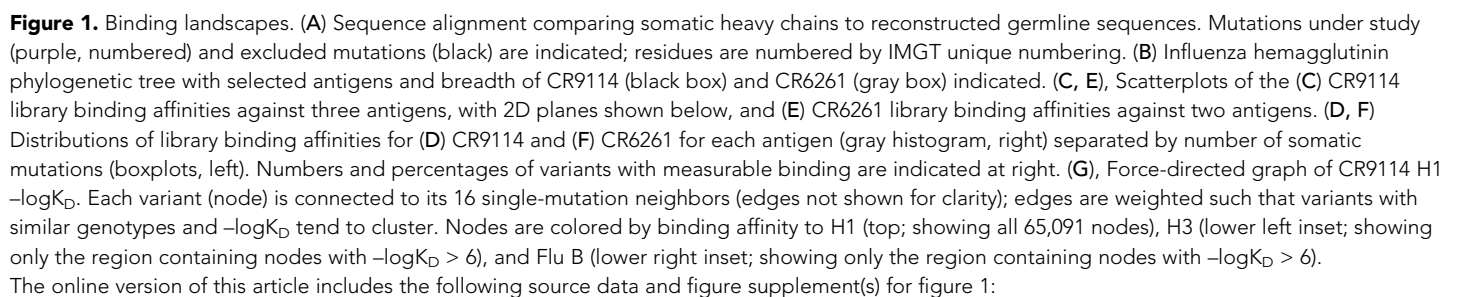 Figure 1. Binding landscapes. (A) Sequence alignment comparing somatic heavy chains to reconstructed germline sequences. Mutations under study
(purple, numbered) and excluded mutations (black) are indicated; residues are numbered by IMGT unique numbering. (B) Influenza hemagglutinin
phylogenetic tree with selected antigens and breadth of CR9114 (black box) and CR6261 (gray box) indicated. (C, E), Scatterplots of the (C) CR9114
library binding affinities against three antigens, with 2D planes shown below, and (E) CR6261 library binding affinities against two antigens. (D, F)
Distributions of library binding affinities for (D) CR9114 and (F) CR6261 for each antigen (gray histogram, right) separated by number of somatic
mutations (boxplots, left). Numbers and percentages of variants with measurable binding are indicated at right. (G), Force-directed graph of CR9114 H1
–logKD. Each variant (node) is connected to its 16 single-mutation neighbors (edges not shown for clarity); edges are weighted such that variants with
similar genotypes and –logKD tend to cluster. Nodes are colored by binding affinity to H1 (top; showing all 65,091 nodes), H3 (lower left inset; showing
only the region containing nodes with –logKD > 6), and Flu B (lower right inset; showing only the region containing nodes with –logKD > 6).
The online version of this article includes the following source data and figure supplement(s) for figure 1: